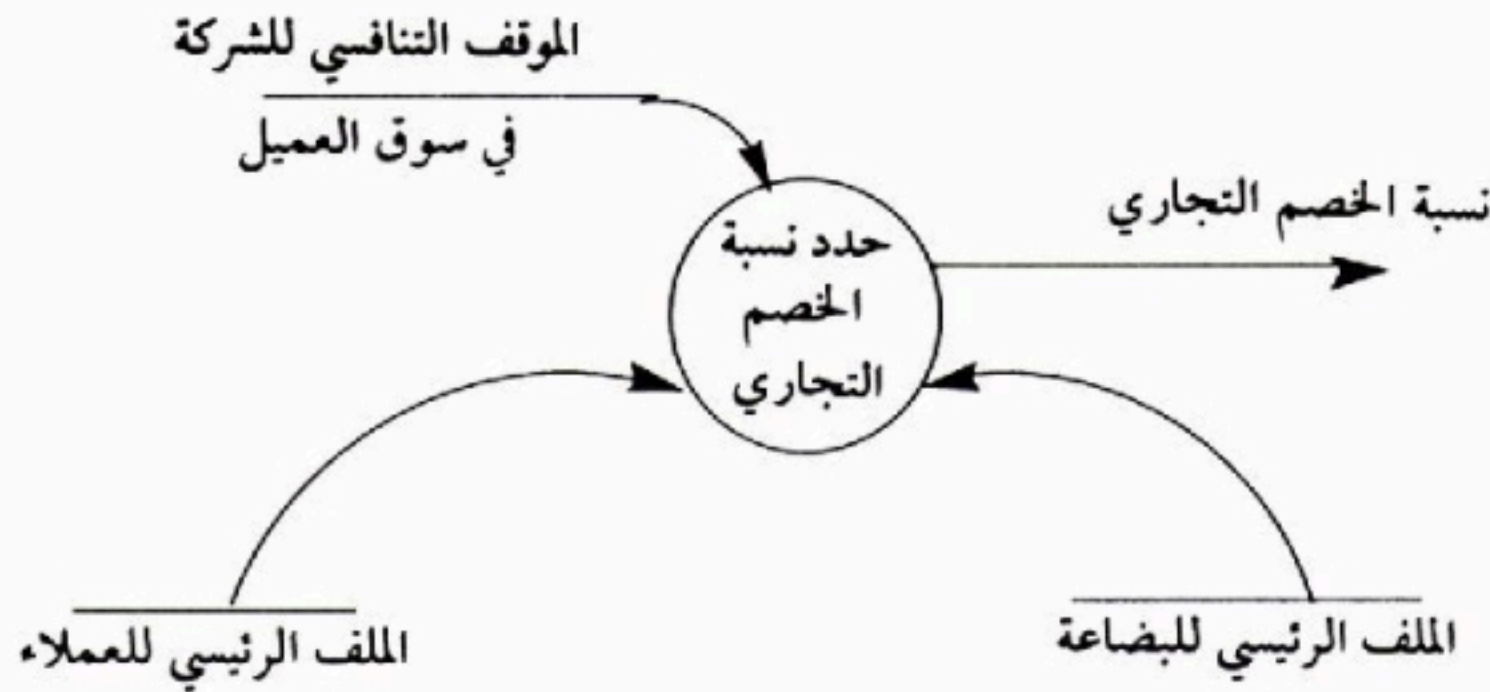 الموقف التنافسي للشركة
في سوق العميل
نسبة الخصم التجاري
حدد نسبة
الخصم
التجاري
الملف الرئيسي للبضاعة
الملف الرئيسي للعملاء